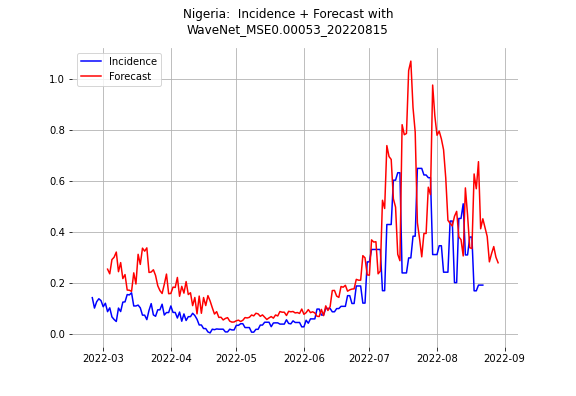 Nigeria:  Incidence + Forecast with
WaveNet_MSE0.00053_20220815
Incidence
Forecast
1.0
0.8
0.6
0.4
0.2
0.0
2022-03 2022-04 2022-05 2022-06 2022-07 2022-08 2022-09